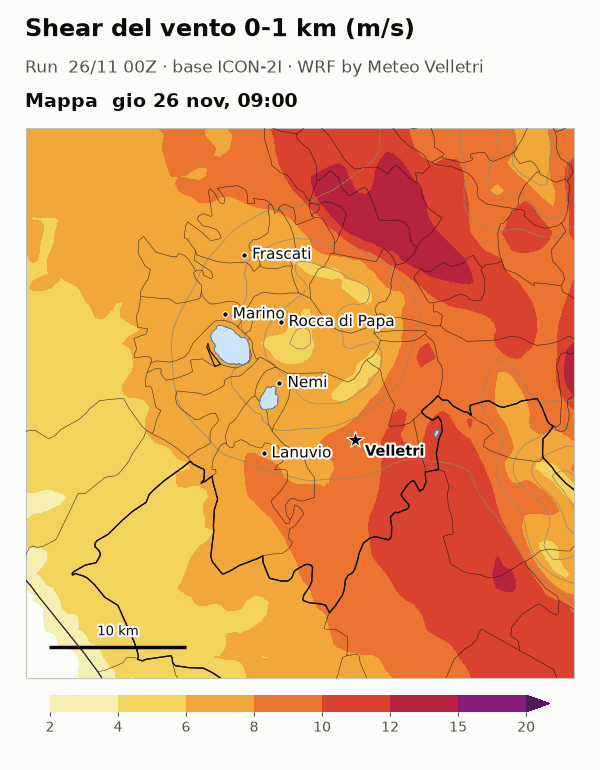 Shear del vento 0-1 km (m/s)
Run  26/11 00Z · base ICON-2I · WRF by Meteo Velletri
Mappa  gio 26 nov, 09:00
Frascati
Marino
Rocca di Papa
Nemi
Velletri
Lanuvio
10 km
2 4 6 8 10 12 15 20